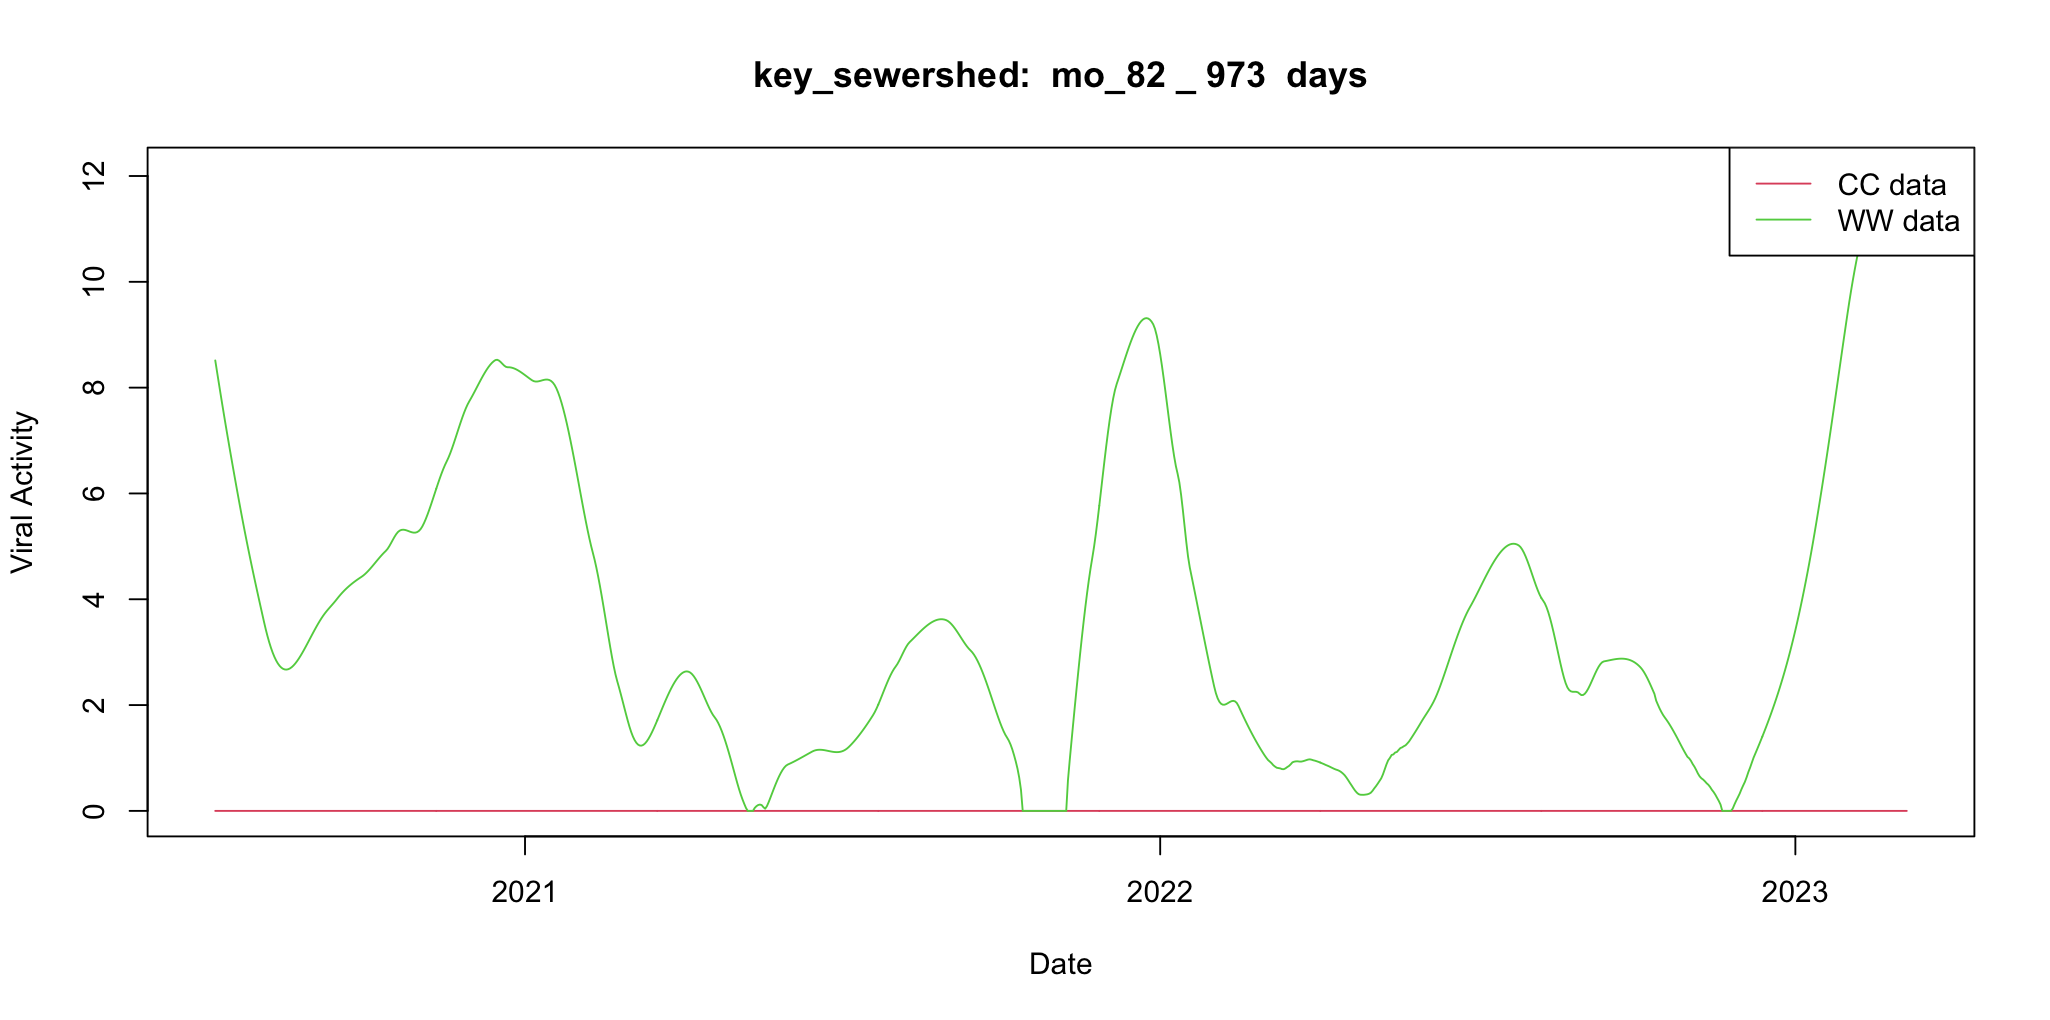 key_sewershed: mo_82 _ 973 days
CC data
WW data
Viral Activity
12
10
8
6
4
2
0
2021
2022
2023
Date